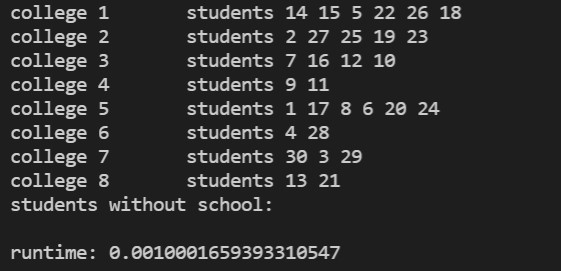 college 1 students 14 15 5 22 26 18
college 2 students 2 27 25 19 23
college 3 students 7 16 12 10
college 4 students 9 11
college 5 students 1 17 8 6 20 24
college 6 students 4 28
college 7 students 30 3 29
college 8 students 13 21
students without school:
runtime: 0.0010001659393310547